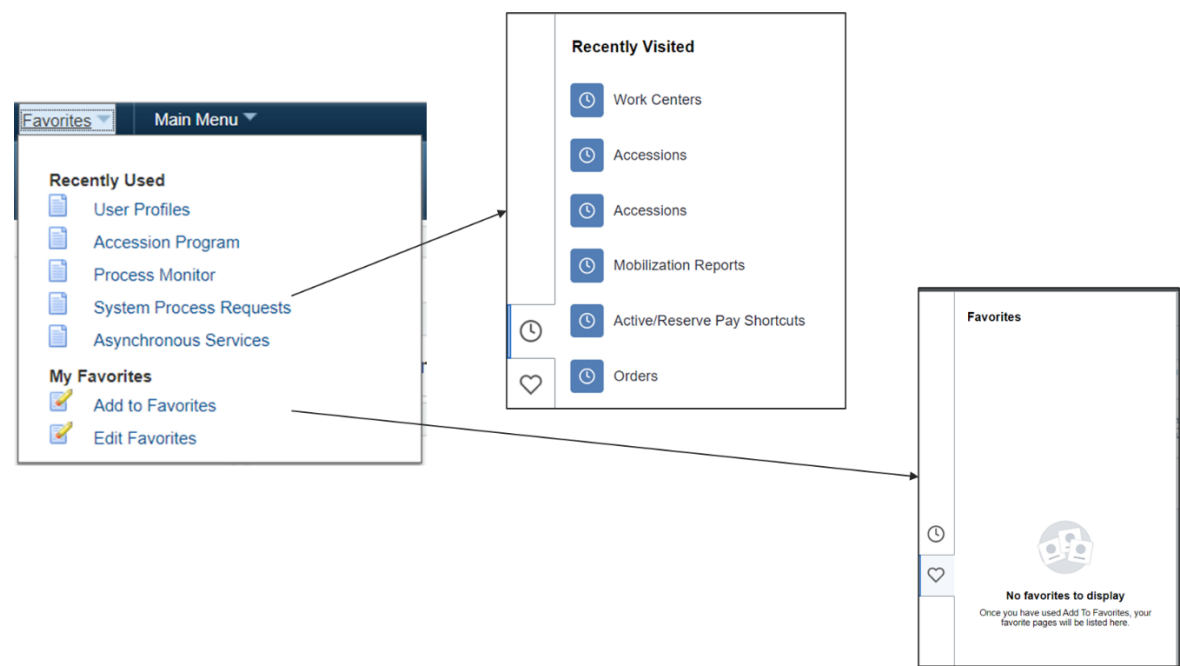 Favorites
Main Menu
Recently Used
User Profiles
Accession Program
Process Monitor
System Process Requests
Asynchronous Services
My Favorites
Add to Favorites
Edit Favorites
r
Recently Visited
Work Centers
Accessions
Accessions
Mobilization Reports
Active/Reserve Pay Shortcuts
Orders
Favorites
No favorites to display
Once you have used Add To Favorites, your
favorite pages will be listed here.